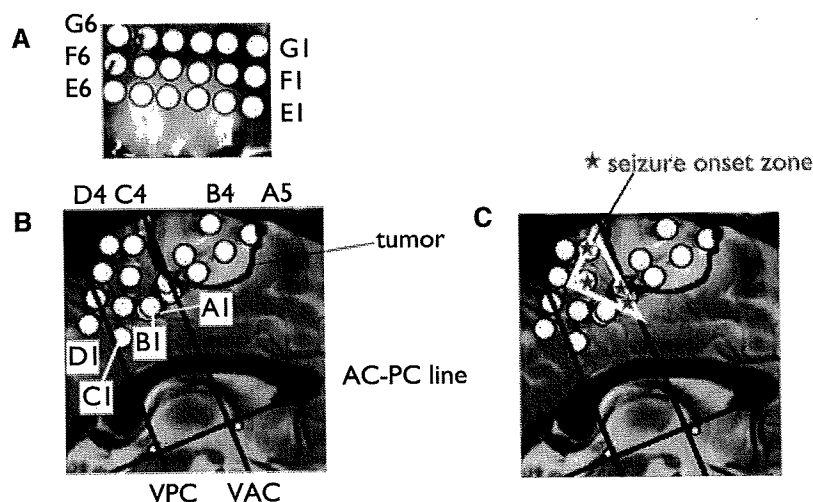 A
G6
F6
E6
G1
F1
E1
B
D4 C4 B4 A5
tumor
A1
B1
D1
C1
AC-PC line
VPC VAC
C
★ seizure onset zone